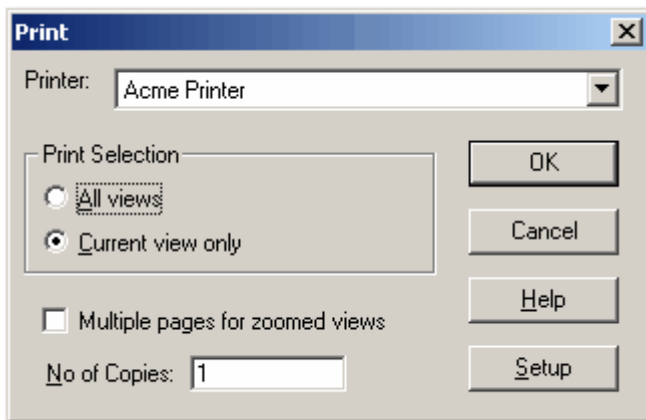 Print
Printer: Acme Printer
Print Selection
All views
Current view only
Multiple pages for zoomed views
No of Copies: 1
OK
Cancel
Help
Setup